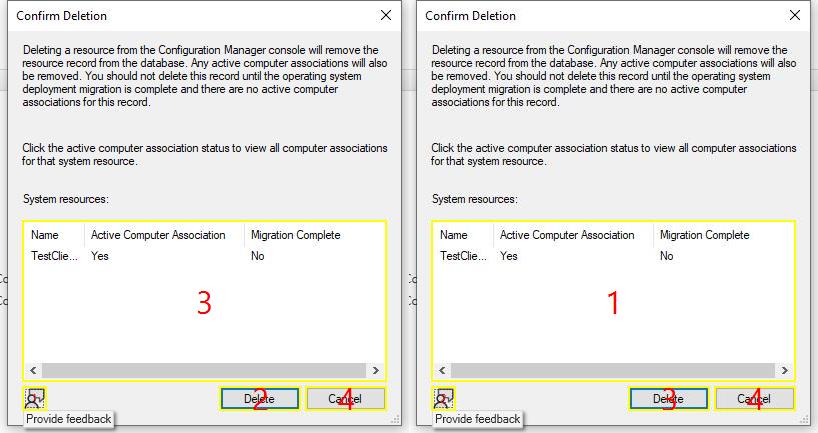 Confirm Deletion
Deleting a resource from the Configuration Manager console will remove the
resource record from the database. Any active computer associations will also
be removed. You should not delete this record until the operating system
deployment migration is complete and there are no active computer
associations for this record.
Click the active computer association status to view all computer associations
for that system resource.
System resources:
Name Active Computer Association Migration Complete
TestClie... Yes No
3
Delete
2
Cancel
4
Provide feedback
Confirm Deletion
Deleting a resource from the Configuration Manager console will remove the
resource record from the database. Any active computer associations will also
be removed. You should not delete this record until the operating system
deployment migration is complete and there are no active computer
associations for this record.
Click the active computer association status to view all computer associations
for that system resource.
System resources:
Name Active Computer Association Migration Complete
TestClie... Yes No
1
Delete
3
Cancel
4
Provide feedback